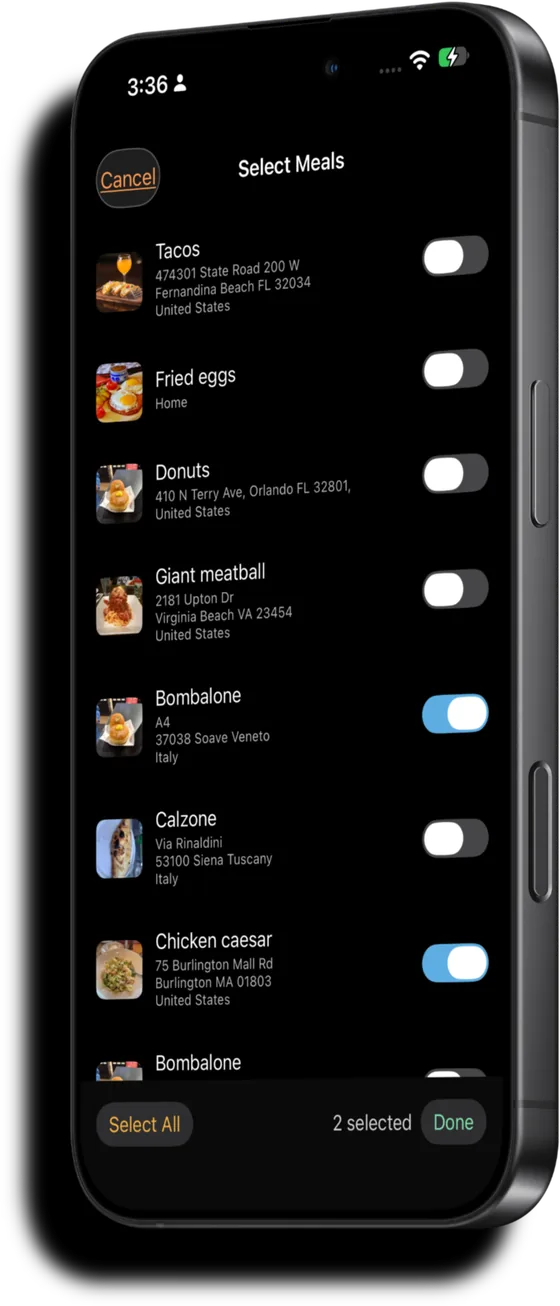 3:36
Cancel
Select Meals
Tacos
474301 State Road 200 W
Fernandina Beach FL 32034
United States
Fried eggs
Home
Donuts
410 N Terry Ave, Orlando FL 32801,
United States
Giant meatball
2181 Upton Dr
Virginia Beach VA 23454
United States
Bombalone
A4
37038 Soave Veneto
Italy
Calzone
Via Rinaldini
53100 Siena Tuscany
Italy
Chicken caesar
75 Burlington Mall Rd
Burlington MA 01803
United States
Bombalone
Select All
2 selected
Done